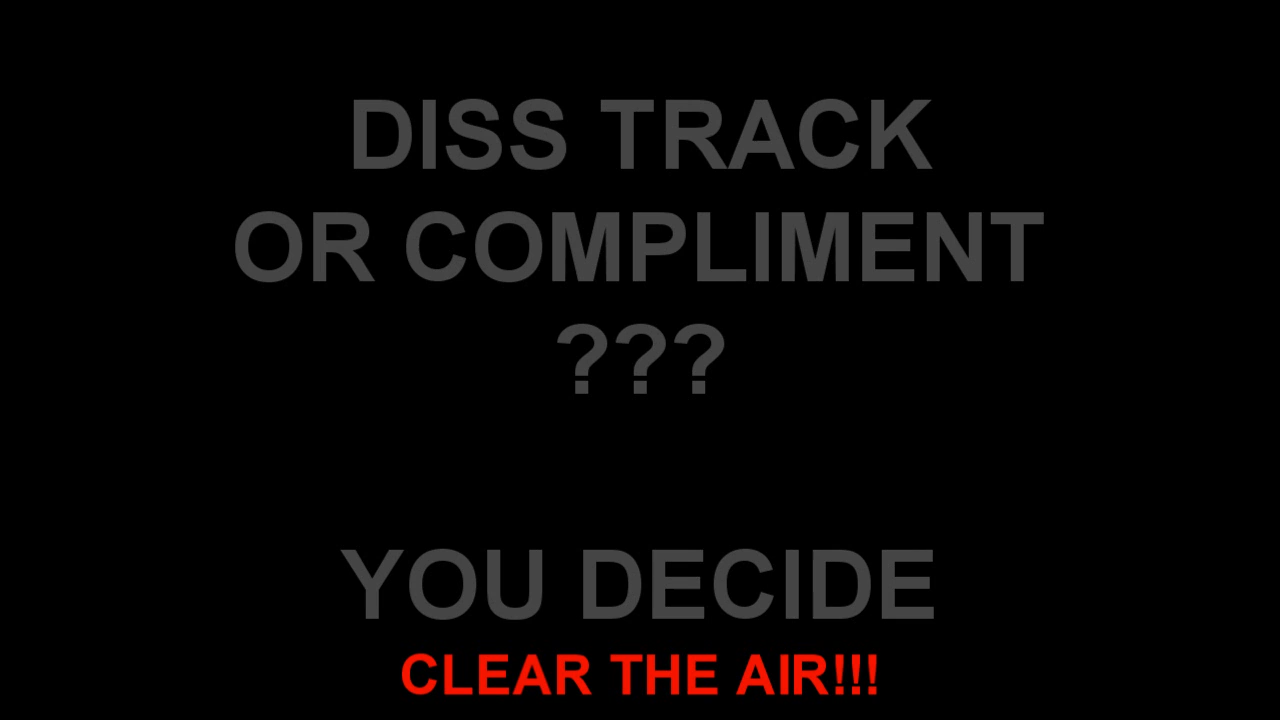 DISS TRACK
OR COMPLIMENT
???
YOU DECIDE
CLEAR THE AIR!!!